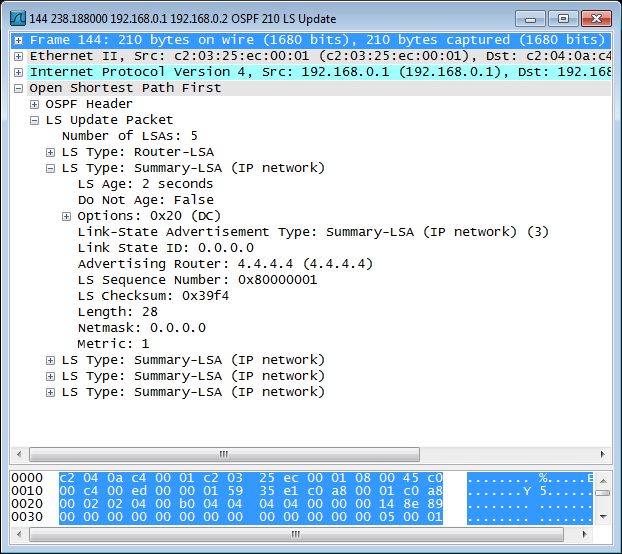 144 238.188000 192.168.0.1 192.168.0.2 OSPF 210 LS Update
Frame 144: 210 bytes on wire (1680 bits), 210 bytes captured (1680 bits)
Ethernet II, Src: c2:03:25:ec:00:01 (c2:03:25:ec:00:01), Dst: c2:04:0a:c4
Internet Protocol Version 4, Src: 192.168.0.1 (192.168.0.1), Dst: 192.168
Open Shortest Path First
OSPF Header
LS Update Packet
Number of LSAs: 5
LS Type: Router-LSA
LS Type: Summary-LSA (IP network)
LS Age: 2 seconds
Do Not Age: False
Options: 0x20 (DC)
Link-State Advertisement Type: Summary-LSA (IP network) (3)
Link State ID: 0.0.0.0
Advertising Router: 4.4.4.4 (4.4.4.4)
LS Sequence Number: 0x80000001
LS Checksum: 0x39f4
Length: 28
Netmask: 0.0.0.0
Metric: 1
LS Type: Summary-LSA (IP network)
LS Type: Summary-LSA (IP network)
LS Type: Summary-LSA (IP network)
0000 c2 04 0a c4 00 01 c2 03 25 ec 00 01 08 00 45 c0 ........ %.....E
0010 00 c4 00 ed 00 00 01 59 35 e1 c0 a8 00 01 c0 a8 .......Y 5.......
0020 00 02 02 04 00 b0 04 04 04 04 00 00 00 14 8e 89 ........ ........
0030 00 00 00 00 00 00 00 00 00 00 00 00 00 05 00 01 ........ ........